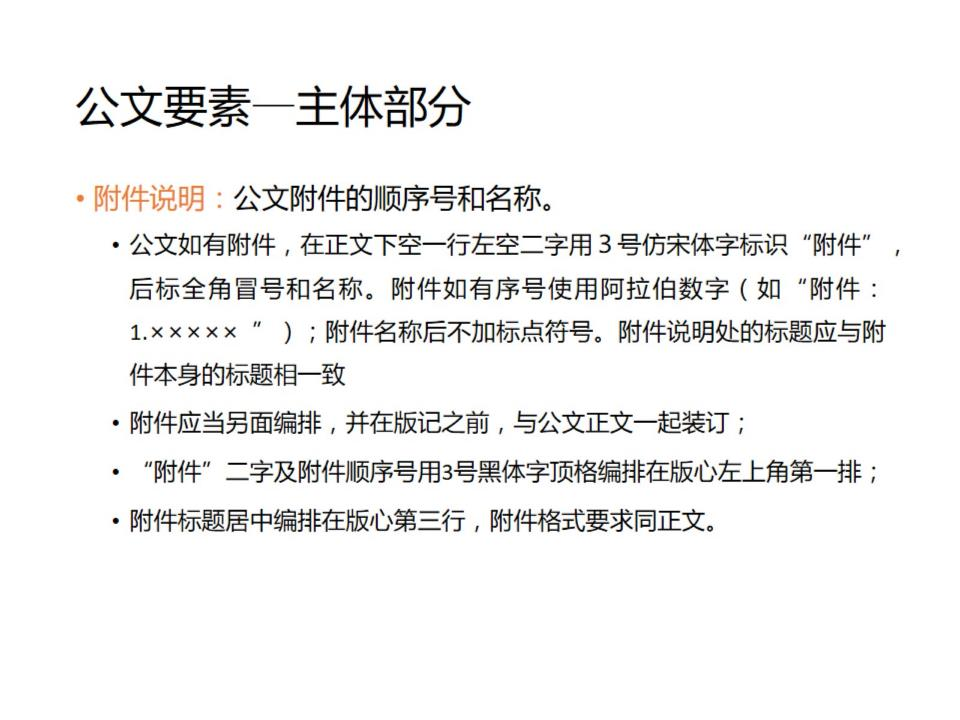 公文要素—主体部分
• 附件说明：公文附件的顺序号和名称。
• 公文如有附件，在正文下空一行左空二字用3号仿宋体字标识“附件”，
后标全角冒号和名称。附件如有序号使用阿拉伯数字（如“附件：
1.×××××”）；附件名称后不加标点符号。附件说明处的标题应与附
件本身的标题相一致
• 附件应当另面编排，并在版记之前，与公文正文一起装订；
• “附件”二字及附件顺序号用3号黑体字顶格编排在版心左上角第一排；
• 附件标题居中编排在版心第三行，附件格式要求同正文。